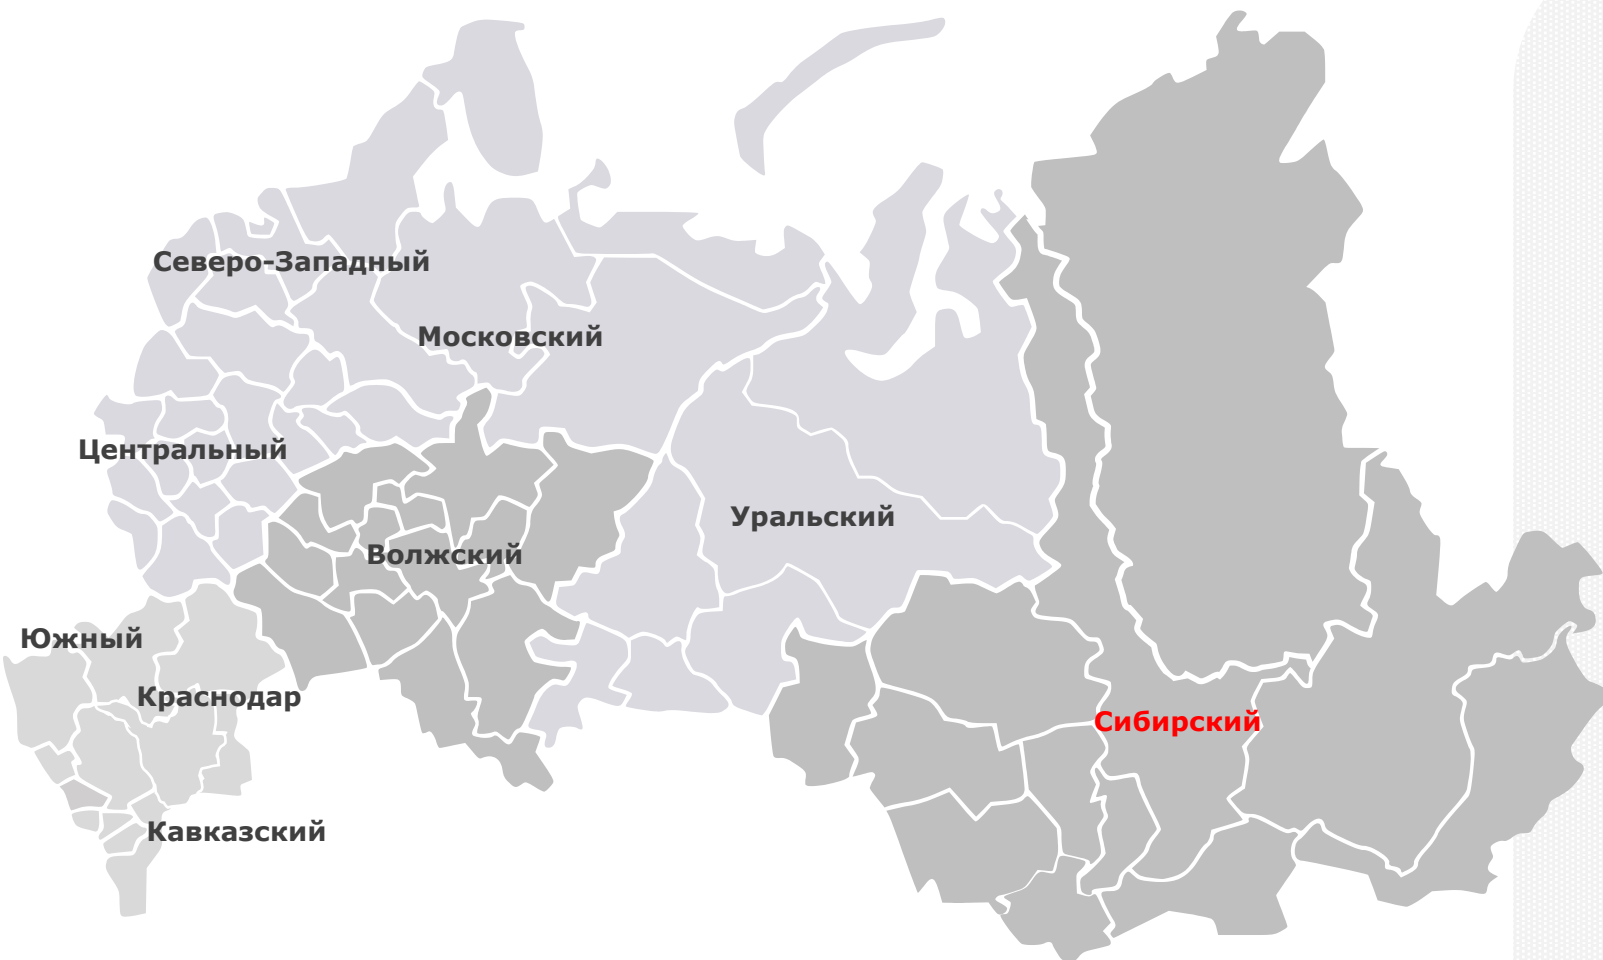 Северо-Западный
Московский
Центральный
Уральский
Волжский
Южный
Краснодар
Сибирский
Кавказский